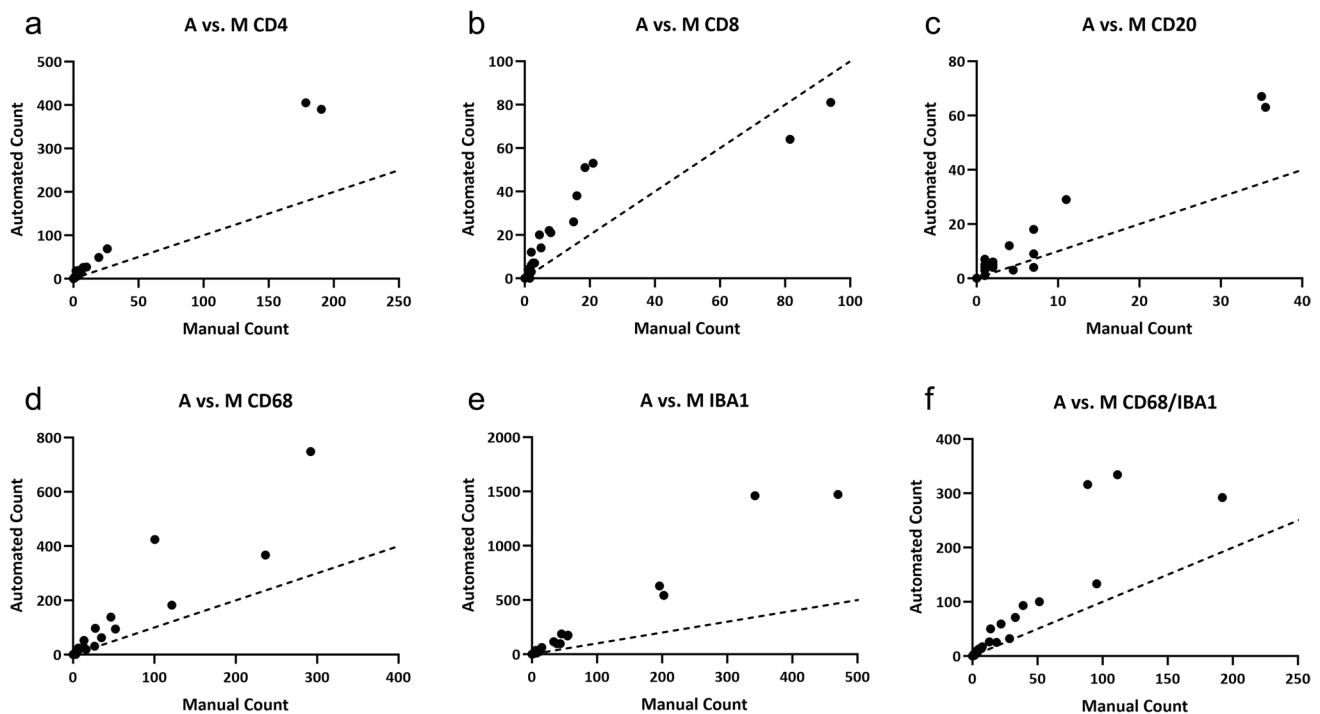 a
A vs. M CD4
Automated Count
500
400
300
200
100
0
0 50 100 150 200 250
Manual Count
b
A vs. M CD8
Automated Count
100
80
60
40
20
0
0 20 40 60 80 100
Manual Count
c
A vs. M CD20
Automated Count
80
60
40
20
0
0 10 20 30 40
Manual Count
d
A vs. M CD68
Automated Count
800
600
400
200
0
0 100 200 300 400
Manual Count
e
A vs. M IBA1
Automated Count
2000
1500
1000
500
0
0 100 200 300 400 500
Manual Count
f
A vs. M CD68/IBA1
Automated Count
400
300
200
100
0
0 50 100 150 200 250
Manual Count